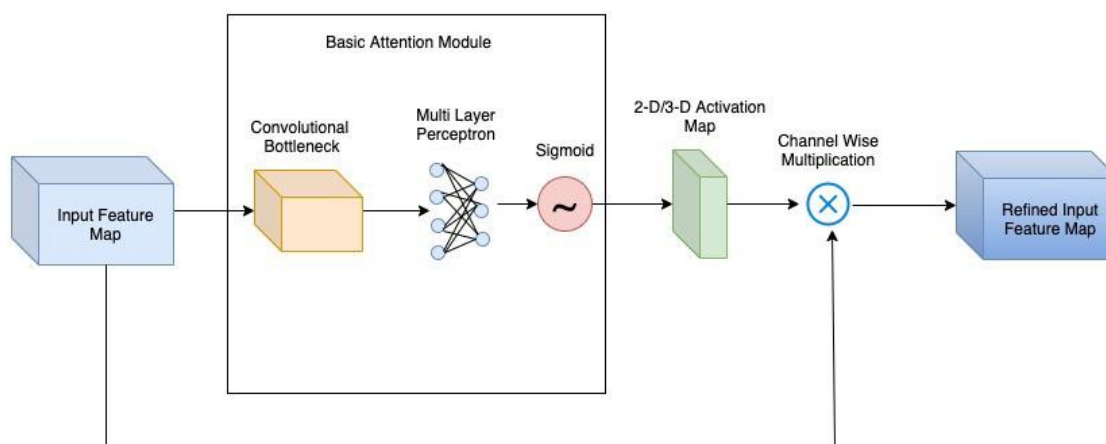 Basic Attention Module
Input Feature
Map
Convolutional
Bottleneck
Multi Layer
Perceptron
Sigmoid
~
2-D/3-D Activation
Map
Channel Wise
Multiplication
Refined Input
Feature Map